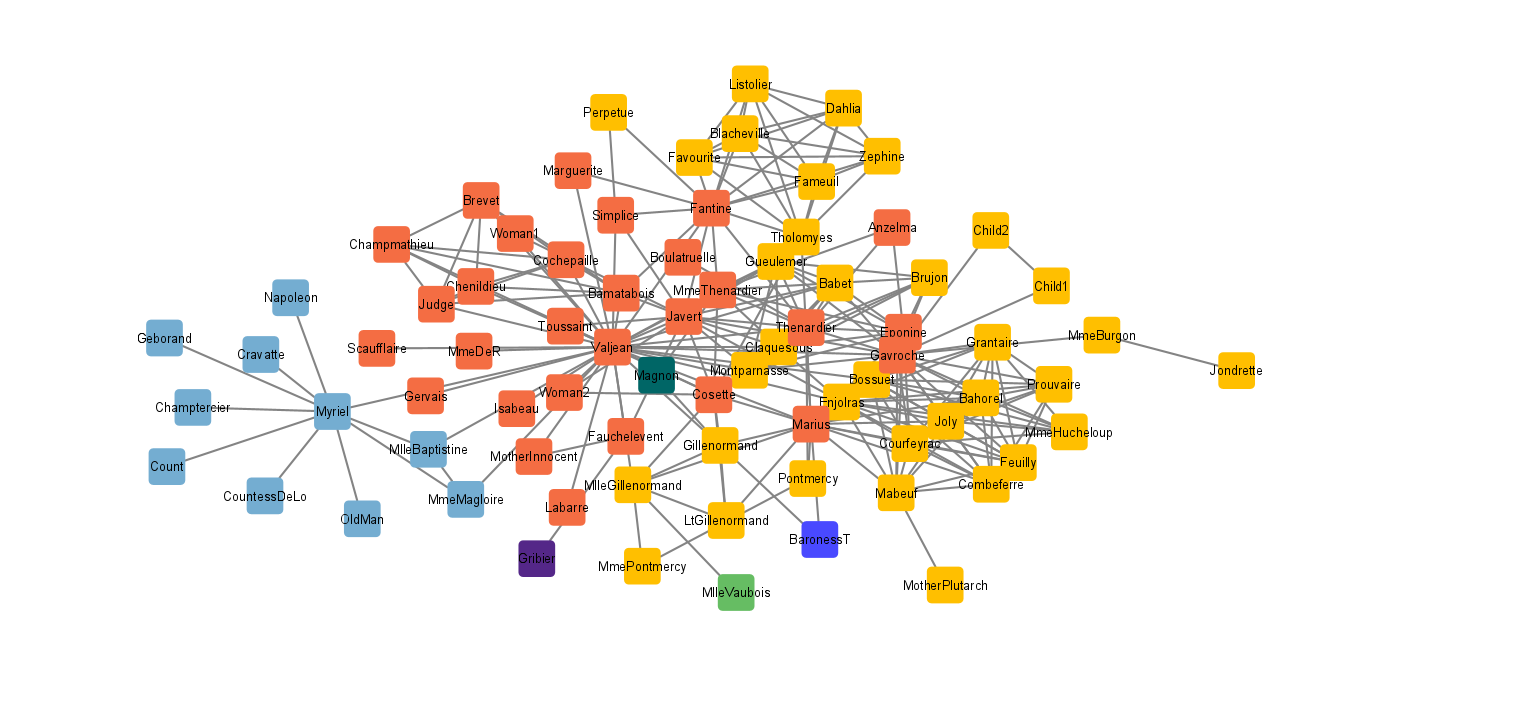 Listolier
Dahlia
Perpetue
Blacheville
Favourite
Zephine
Marguerite
Fameuil
Brevet
Simplice
Fantine
Anzelma
Child2
Woman1
Tholomyes
Champmathieu
Boulatruelle
Cochepaille
Gueulemer
Brujon
Babet
Child1
Chenildieu
MmeThenardier
Bamatabois
Napoleon
Judge
Javert
Toussaint
Thenardier
Eponine
MmeBurgon
Geborand
Grantaire
Scaufflaire
Valjean
Claquesous
MmeDeR
Cravatte
Gavroche
Montparnasse
Jondrette
Magnon
Bossuet
Prouvaire
Woman2
Cosette
Gervais
Bahorel
Enjolras
Champtercier
Isabeau
Myriel
Joly
Marius
MmeHucheloup
Fauchelevent
Courfeyrac
Gillenormand
MlleBaptistine
MotherInnocent
Feuilly
Count
Pontmercy
Combeferre
MlleGillenormand
Mabeuf
CountessDeLo
MmeMagloire
Labarre
OldMan
LtGillenormand
BaronessT
Gribier
MmePontmercy
MotherPlutarch
MlleVaubois